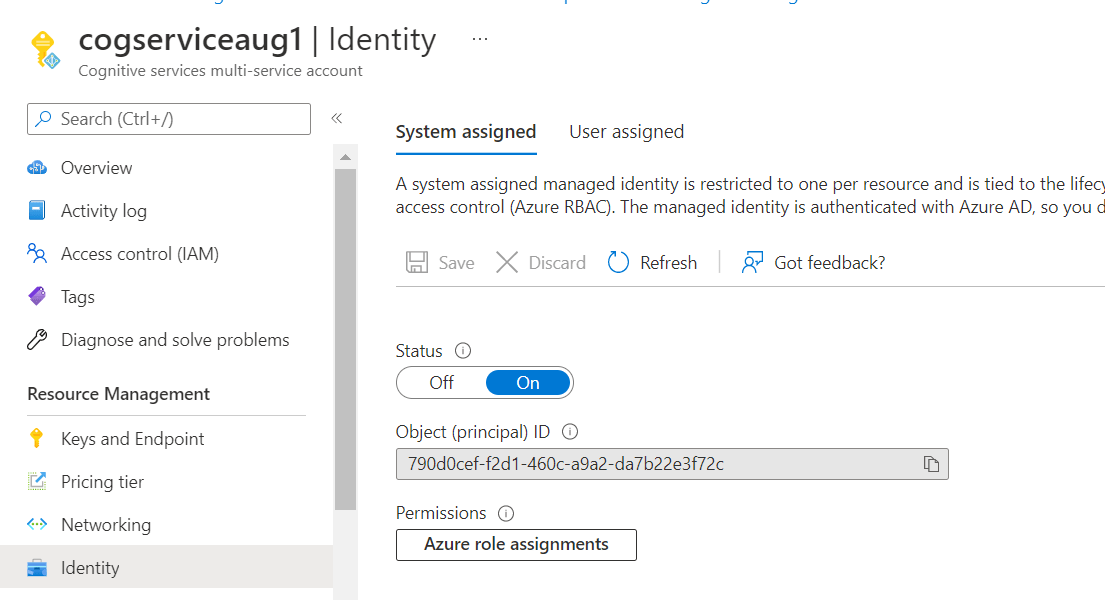 cogserviceaug1 | Identity ...
Cognitive services multi-service account
Search (Ctrl+/)
«
Overview
Activity log
Access control (IAM)
Tags
Diagnose and solve problems
Resource Management
Keys and Endpoint
Pricing tier
Networking
Identity
System assigned User assigned
A system assigned managed identity is restricted to one per resource and is tied to the lifecy
access control (Azure RBAC). The managed identity is authenticated with Azure AD, so you d
Save Discard Refresh Got feedback?
Status
Off On
Object (principal) ID
790d0cef-f2d1-460c-a9a2-da7b22e3f72c
Permissions
Azure role assignments